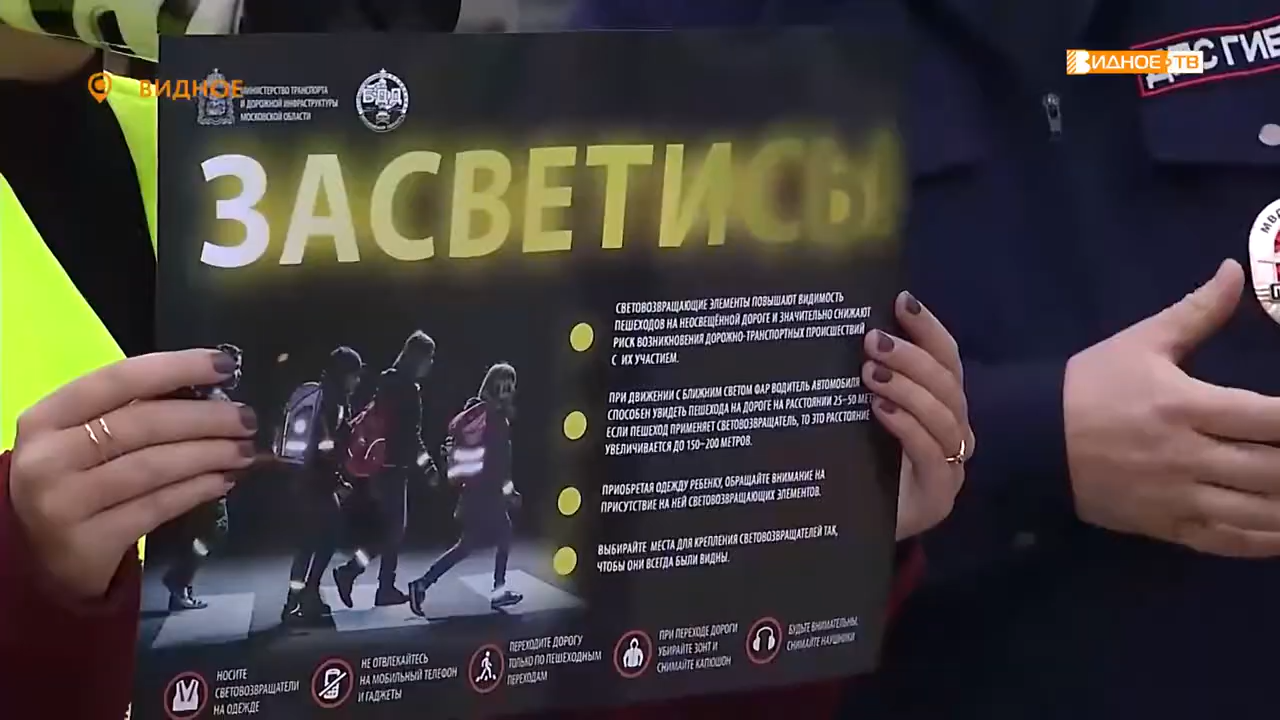 ВИДНОЕ
ВИДНОЕ ТВ
ДПС ГИБ
МИНИСТЕРСТВО ТРАНСПОРТА
И ДОРОЖНОЙ ИНФРАСТРУКТУРЫ
МОСКОВСКОЙ ОБЛАСТИ
БДД
ЗАСВЕТИСЬ!
СВЕТОВОЗВРАЩАЮЩИЕ ЭЛЕМЕНТЫ ПОВЫШАЮТ ВИДИМОСТЬ
ПЕШЕХОДОВ НА НЕОСВЕЩЁННОЙ ДОРОГЕ И ЗНАЧИТЕЛЬНО СНИЖАЮТ
РИСК ВОЗНИКНОВЕНИЯ ДОРОЖНО-ТРАНСПОРТНЫХ ПРОИСШЕСТВИЙ
С ИХ УЧАСТИЕМ.
ПРИ ДВИЖЕНИИ С БЛИЖНИМ СВЕТОМ ФАР ВОДИТЕЛЬ АВТОМОБИЛЯ
СПОСОБЕН УВИДЕТЬ ПЕШЕХОДА НА ДОРОГЕ НА РАССТОЯНИИ 25–50 МЕТ
ЕСЛИ ПЕШЕХОД ПРИМЕНЯЕТ СВЕТОВОЗВРАЩАТЕЛЬ, ТО ЭТО РАССТОЯНИЕ
УВЕЛИЧИВАЕТСЯ ДО 150–200 МЕТРОВ.
ПРИОБРЕТАЯ ОДЕЖДУ РЕБЕНКУ, ОБРАЩАЙТЕ ВНИМАНИЕ НА
ПРИСУТСТВИЕ НА НЕЙ СВЕТОВОЗВРАЩАЮЩИХ ЭЛЕМЕНТОВ.
ВЫБИРАЙТЕ МЕСТА ДЛЯ КРЕПЛЕНИЯ СВЕТОВОЗВРАЩАТЕЛЕЙ ТАК,
ЧТОБЫ ОНИ ВСЕГДА БЫЛИ ВИДНЫ.
НОСИТЕ
СВЕТОВОЗВРАЩАТЕЛИ
НА ОДЕЖДЕ
НЕ ОТВЛЕКАЙТЕСЬ
НА МОБИЛЬНЫЙ ТЕЛЕФОН
И ГАДЖЕТЫ
ПЕРЕХОДИТЕ ДОРОГУ
ТОЛЬКО ПО ПЕШЕХОДНЫМ
ПЕРЕХОДАМ
ПРИ ПЕРЕХОДЕ ДОРОГИ
УБИРАЙТЕ ЗОНТ И
СНИМАЙТЕ КАПЮШОН
БУДЬТЕ ВНИМАТЕЛЬНЫ,
СНИМАЙТЕ НАУШНИКИ